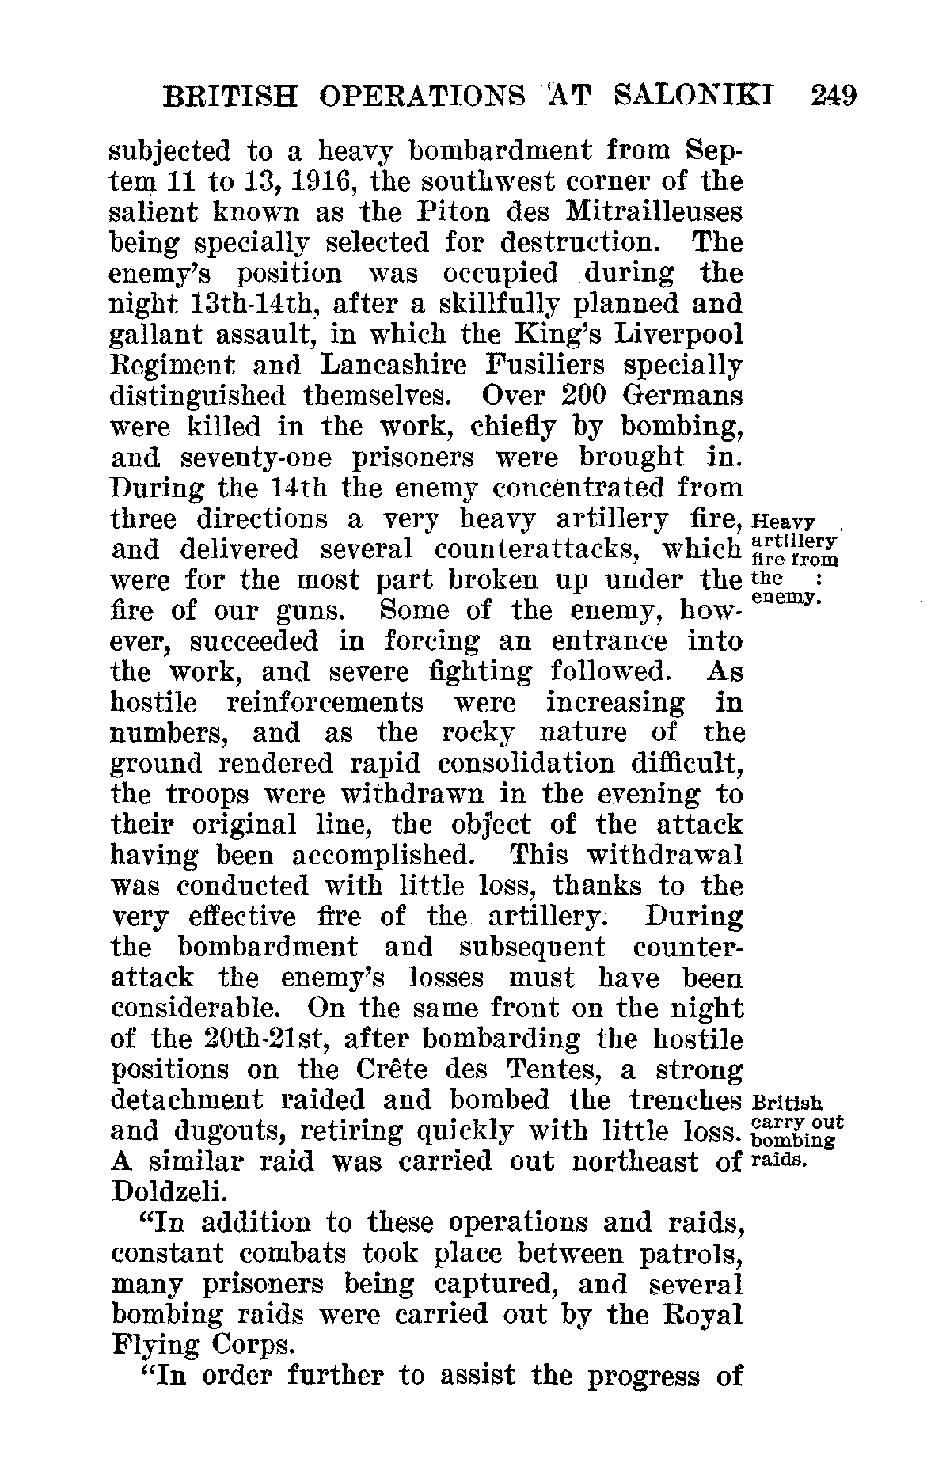 BRITISH OPERATIONS AT SALONIKI 249
subjected to a heavy bombardment from Sep-
tem 11 to 13, 1916, the southwest corner of the
salient known as the Piton des Mitrailleuses
being specially selected for destruction. The
enemy's position was occupied during the
night 13th-14th, after a skillfully planned and
gallant assault, in which the King's Liverpool
Regiment and Lancashire Fusiliers specially
distinguished themselves. Over 200 Germans
were killed in the work, chiefly by bombing,
and seventy-one prisoners were brought in.
During the 14th the enemy concentrated from
three directions a very heavy artillery fire,
and delivered several counterattacks, which
were for the most part broken up under the
fire of our guns. Some of the enemy, how-
ever, succeeded in forcing an entrance into
the work, and severe fighting followed. As
hostile reinforcements were increasing in
numbers, and as the rocky nature of the
ground rendered rapid consolidation difficult,
the troops were withdrawn in the evening to
their original line, the object of the attack
having been accomplished. This withdrawal
was conducted with little loss, thanks to the
very effective fire of the artillery. During
the bombardment and subsequent counter-
attack the enemy's losses must have been
considerable. On the same front on the night
of the 20th-21st, after bombarding the hostile
positions on the Crête des Tentes, a strong
detachment raided and bombed the trenches
and dugouts, retiring quickly with little loss.
A similar raid was carried out northeast of
Doldzeli.
"In addition to these operations and raids,
constant combats took place between patrols,
many prisoners being captured, and several
bombing raids were carried out by the Royal
Flying Corps.
"In order further to assist the progress of
Heavy
artillery
fire from
the
enemy.
British
carry out
bombing
raids.